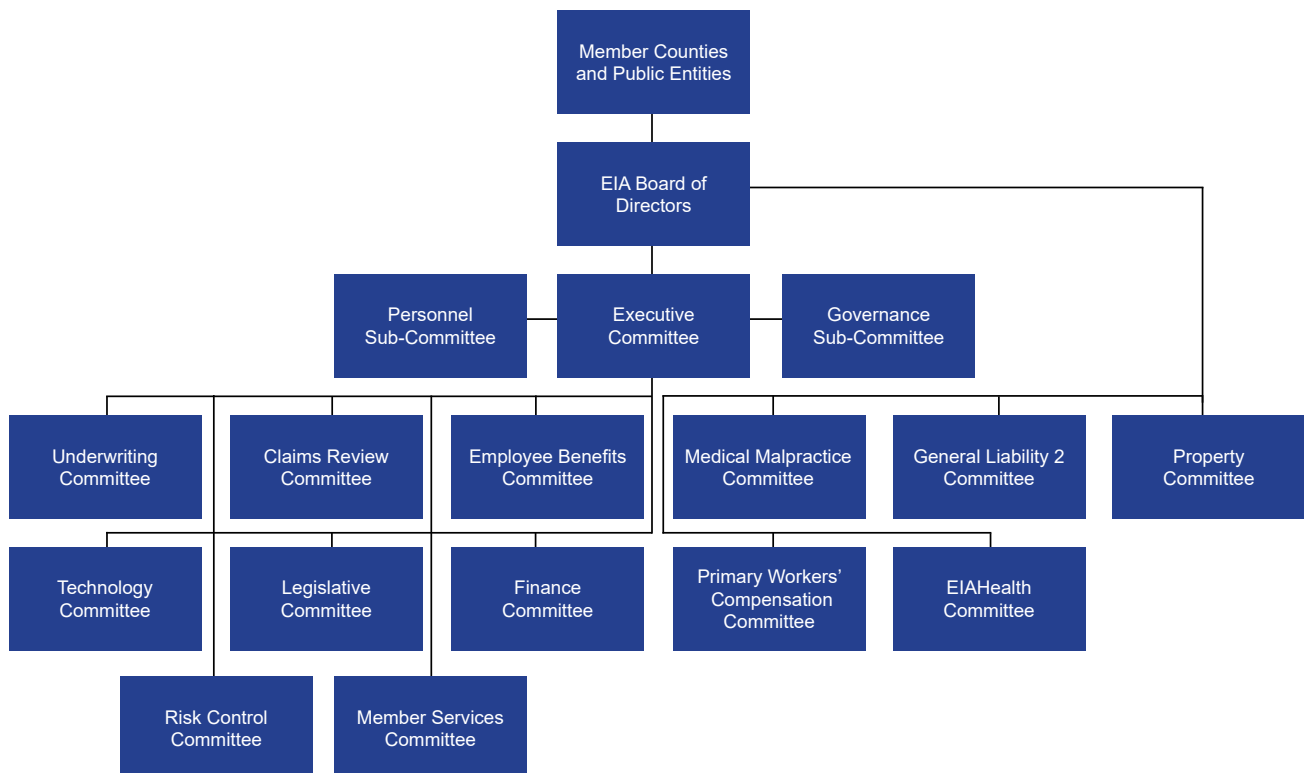 Member Counties
and Public Entities
EIA Board of
Directors
Personnel
Sub-Committee
Executive
Committee
Governance
Sub-Committee
Underwriting
Committee
Claims Review
Committee
Employee Benefits
Committee
Medical Malpractice
Committee
General Liability 2
Committee
Property
Committee
Technology
Committee
Legislative
Committee
Finance
Committee
Primary Workers’
Compensation
Committee
EIAHealth
Committee
Risk Control
Committee
Member Services
Committee